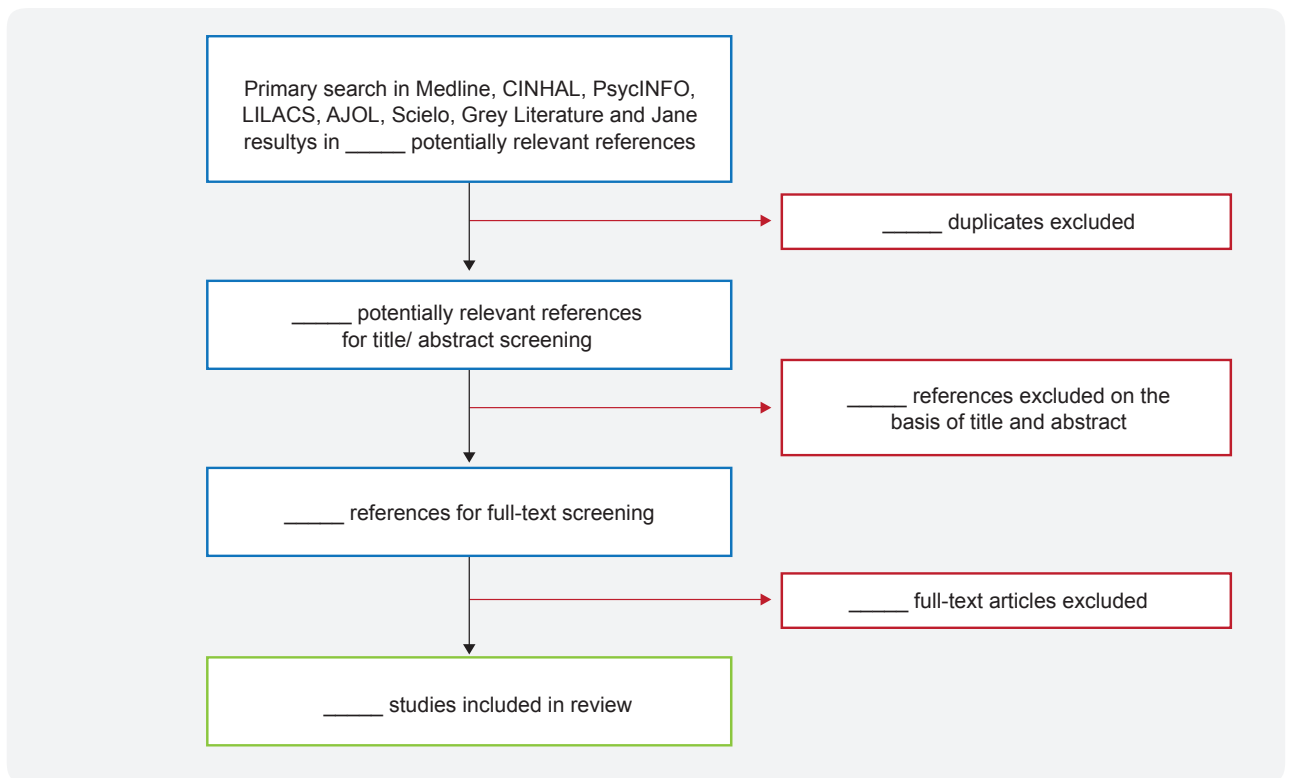 Primary search in Medline, CINHAL, PsycINFO,
LILACS, AJOL, Scielo, Grey Literature and Jane
resultys in _____ potentially relevant references
_____ duplicates excluded
_____ potentially relevant references
for title/ abstract screening
_____ references excluded on the
basis of title and abstract
_____ references for full-text screening
_____ full-text articles excluded
_____ studies included in review